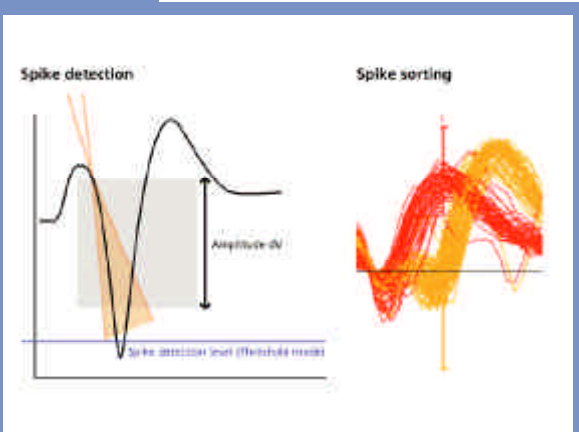 Spike detection
Spike sorting
Amplitude dV
Spike detection level (Threshold mode)